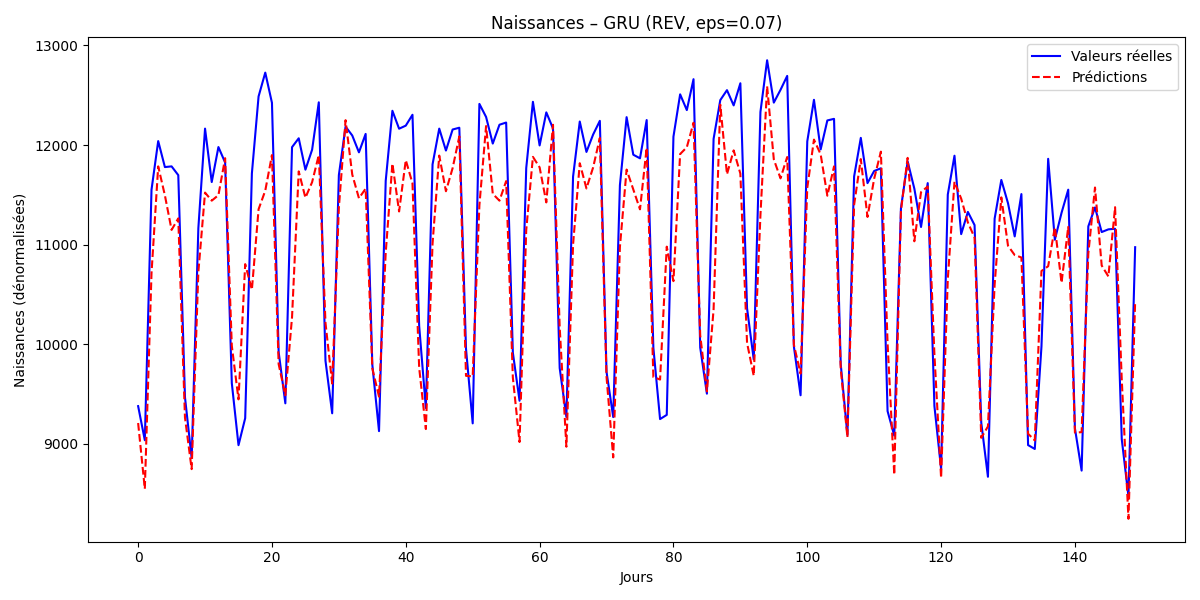 Naissances – GRU (REV, eps=0.07)
Valeurs réelles
Prédictions
13000
12000
11000
10000
9000
Naissances (dénormalisées)
0 20 40 60 80 100 120 140
Jours